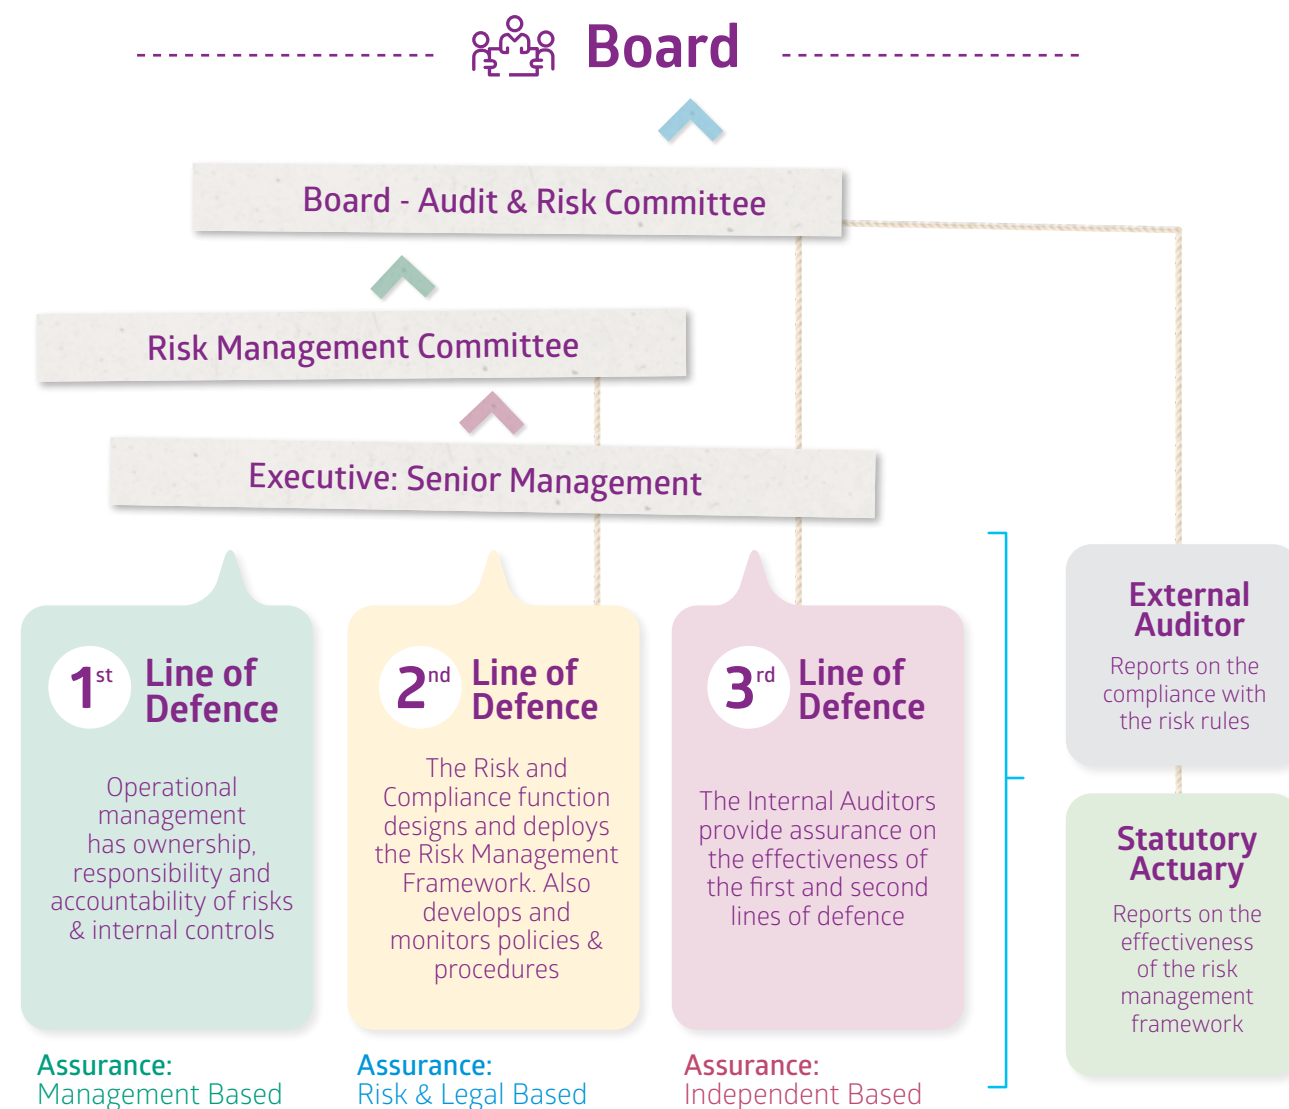 Board
Board - Audit & Risk Committee
Risk Management Committee
Executive: Senior Management
1st Line of
Defence
Operational
management
has ownership,
responsibility and
accountability of risks
& internal controls
Assurance:
Management Based
2nd Line of
Defence
The Risk and
Compliance function
designs and deploys
the Risk Management
Framework. Also
develops and
monitors policies &
procedures
Assurance:
Risk & Legal Based
3rd Line of
Defence
The Internal Auditors
provide assurance on
the effectiveness of
the first and second
lines of defence
Assurance:
Independent Based
External
Auditor
Reports on the
compliance with
the risk rules
Statutory
Actuary
Reports on the
effectiveness
of the risk
management
framework